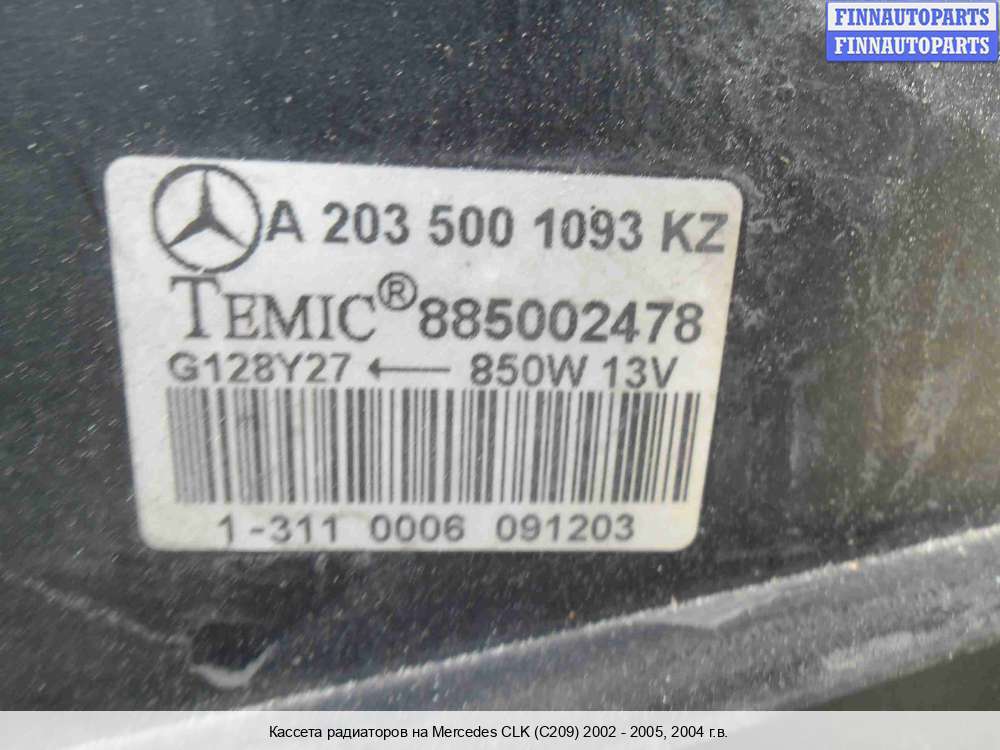 FINNAUTOPARTS
FINNAUTOPARTS
A 203 500 1093 KZ
TEMIC® 885002478
G128Y27 ← 850W 13V
1-311 0006 091203
Кассета радиаторов на Mercedes CLK (C209) 2002 - 2005, 2004 г.в.